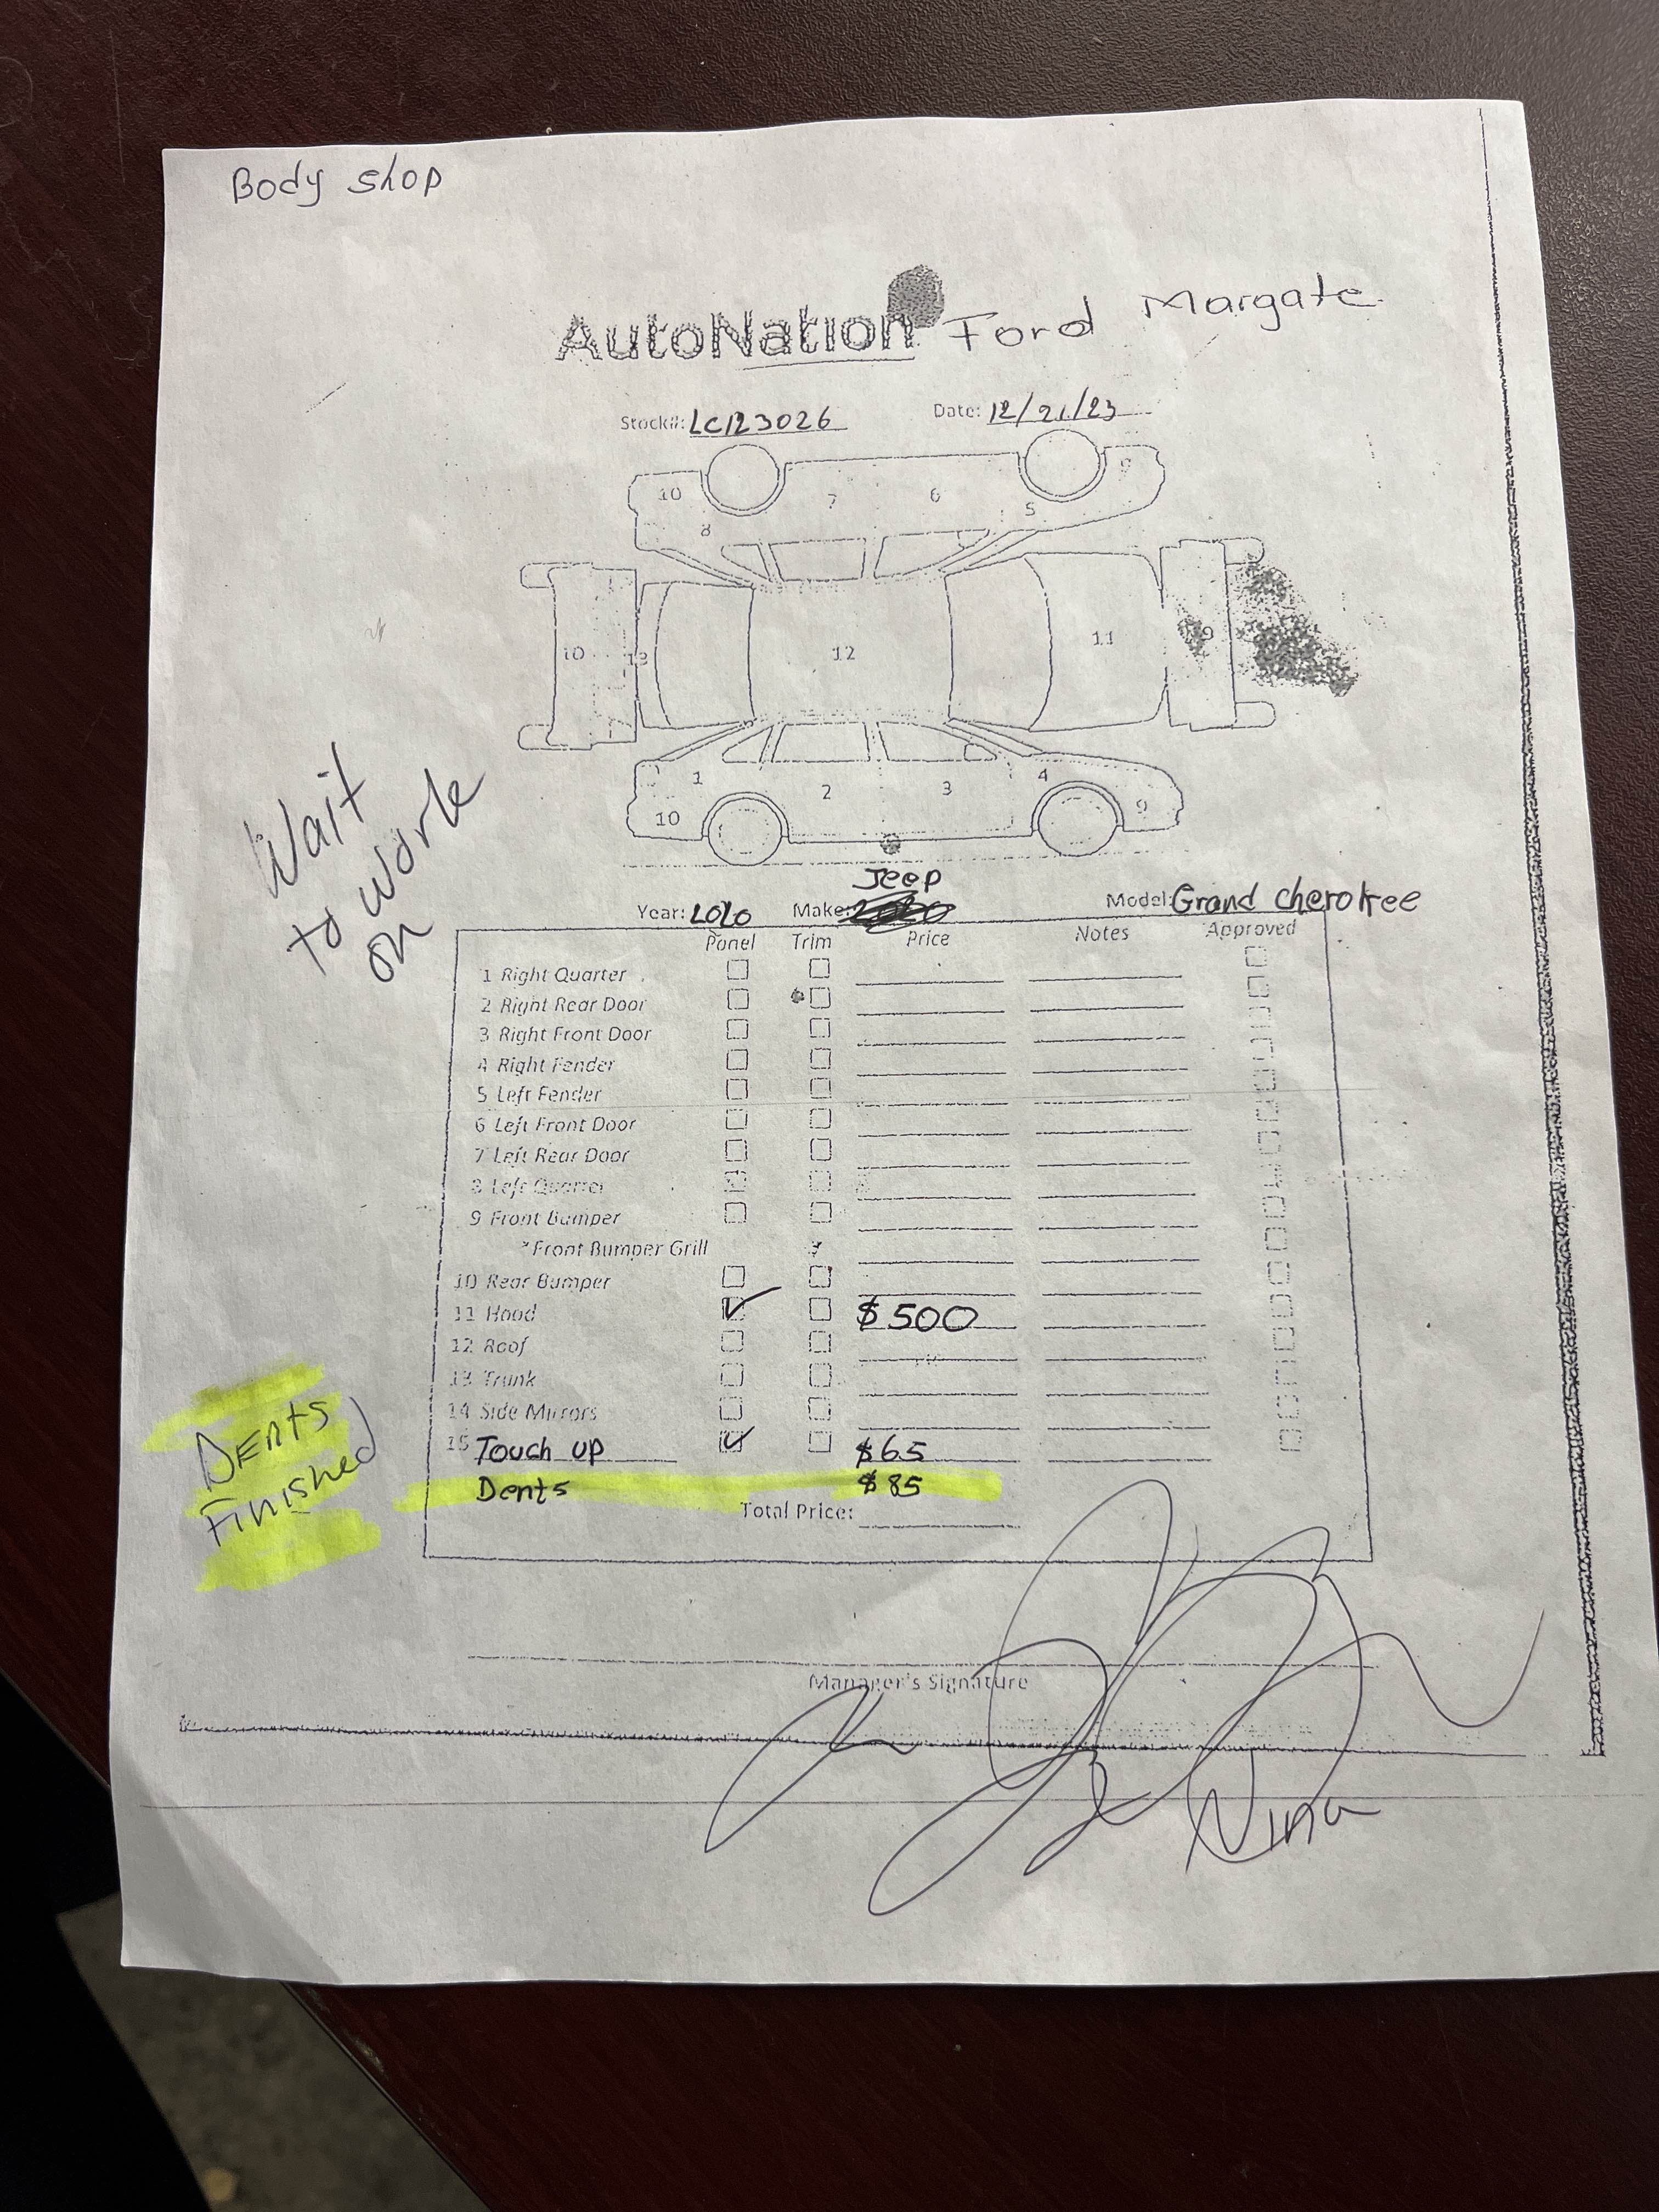 Body shop
AutoNation Ford Margate
Stock#: LC123026 Date: 12/21/23
10 7 6 5 9
8
10 13 12 11 9
1 2 3 4
10 9
Wait
to work
on
Jeep
Year: 2020 Make: Model: Grand cherokee
Panel Trim Price Notes Approved
1 Right Quarter
2 Right Rear Door
3 Right Front Door
4 Right Fender
5 Left Fender
6 Left Front Door
7 Left Rear Door
8 Left Quarter
9 Front Bumper
*Front Bumper Grill
10 Rear Bumper
11 Hood $500
12 Roof
13 Trunk
14 Side Mirrors
15 Touch up $65
Dents $85
Dents
Finished
Total Price:
Manager's Signature
Nina